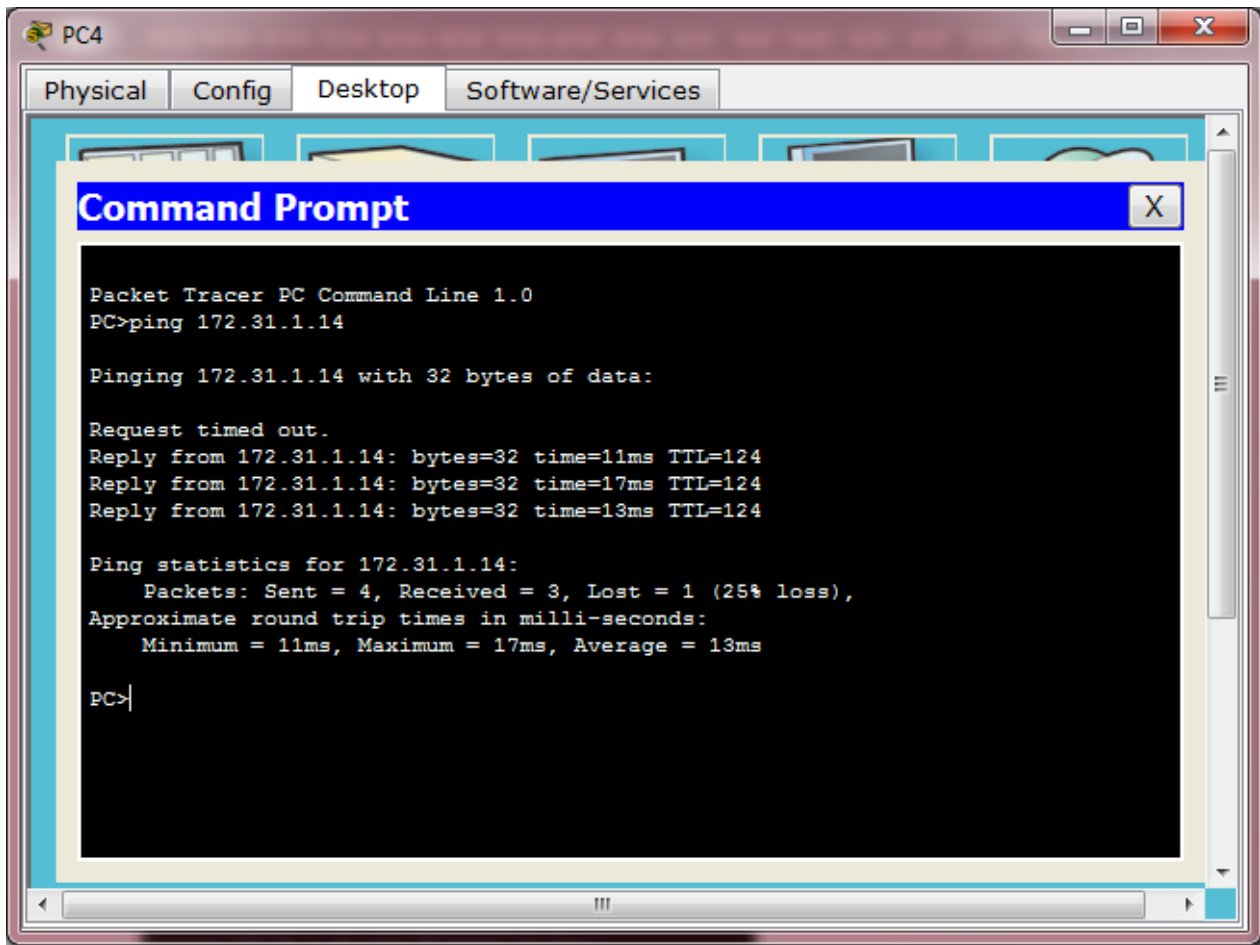 PC4
Physical Config Desktop Software/Services
Command Prompt X
Packet Tracer PC Command Line 1.0
PC>ping 172.31.1.14
Pinging 172.31.1.14 with 32 bytes of data:
Request timed out.
Reply from 172.31.1.14: bytes=32 time=11ms TTL=124
Reply from 172.31.1.14: bytes=32 time=17ms TTL=124
Reply from 172.31.1.14: bytes=32 time=13ms TTL=124
Ping statistics for 172.31.1.14:
Packets: Sent = 4, Received = 3, Lost = 1 (25% loss),
Approximate round trip times in milli-seconds:
Minimum = 11ms, Maximum = 17ms, Average = 13ms
PC>